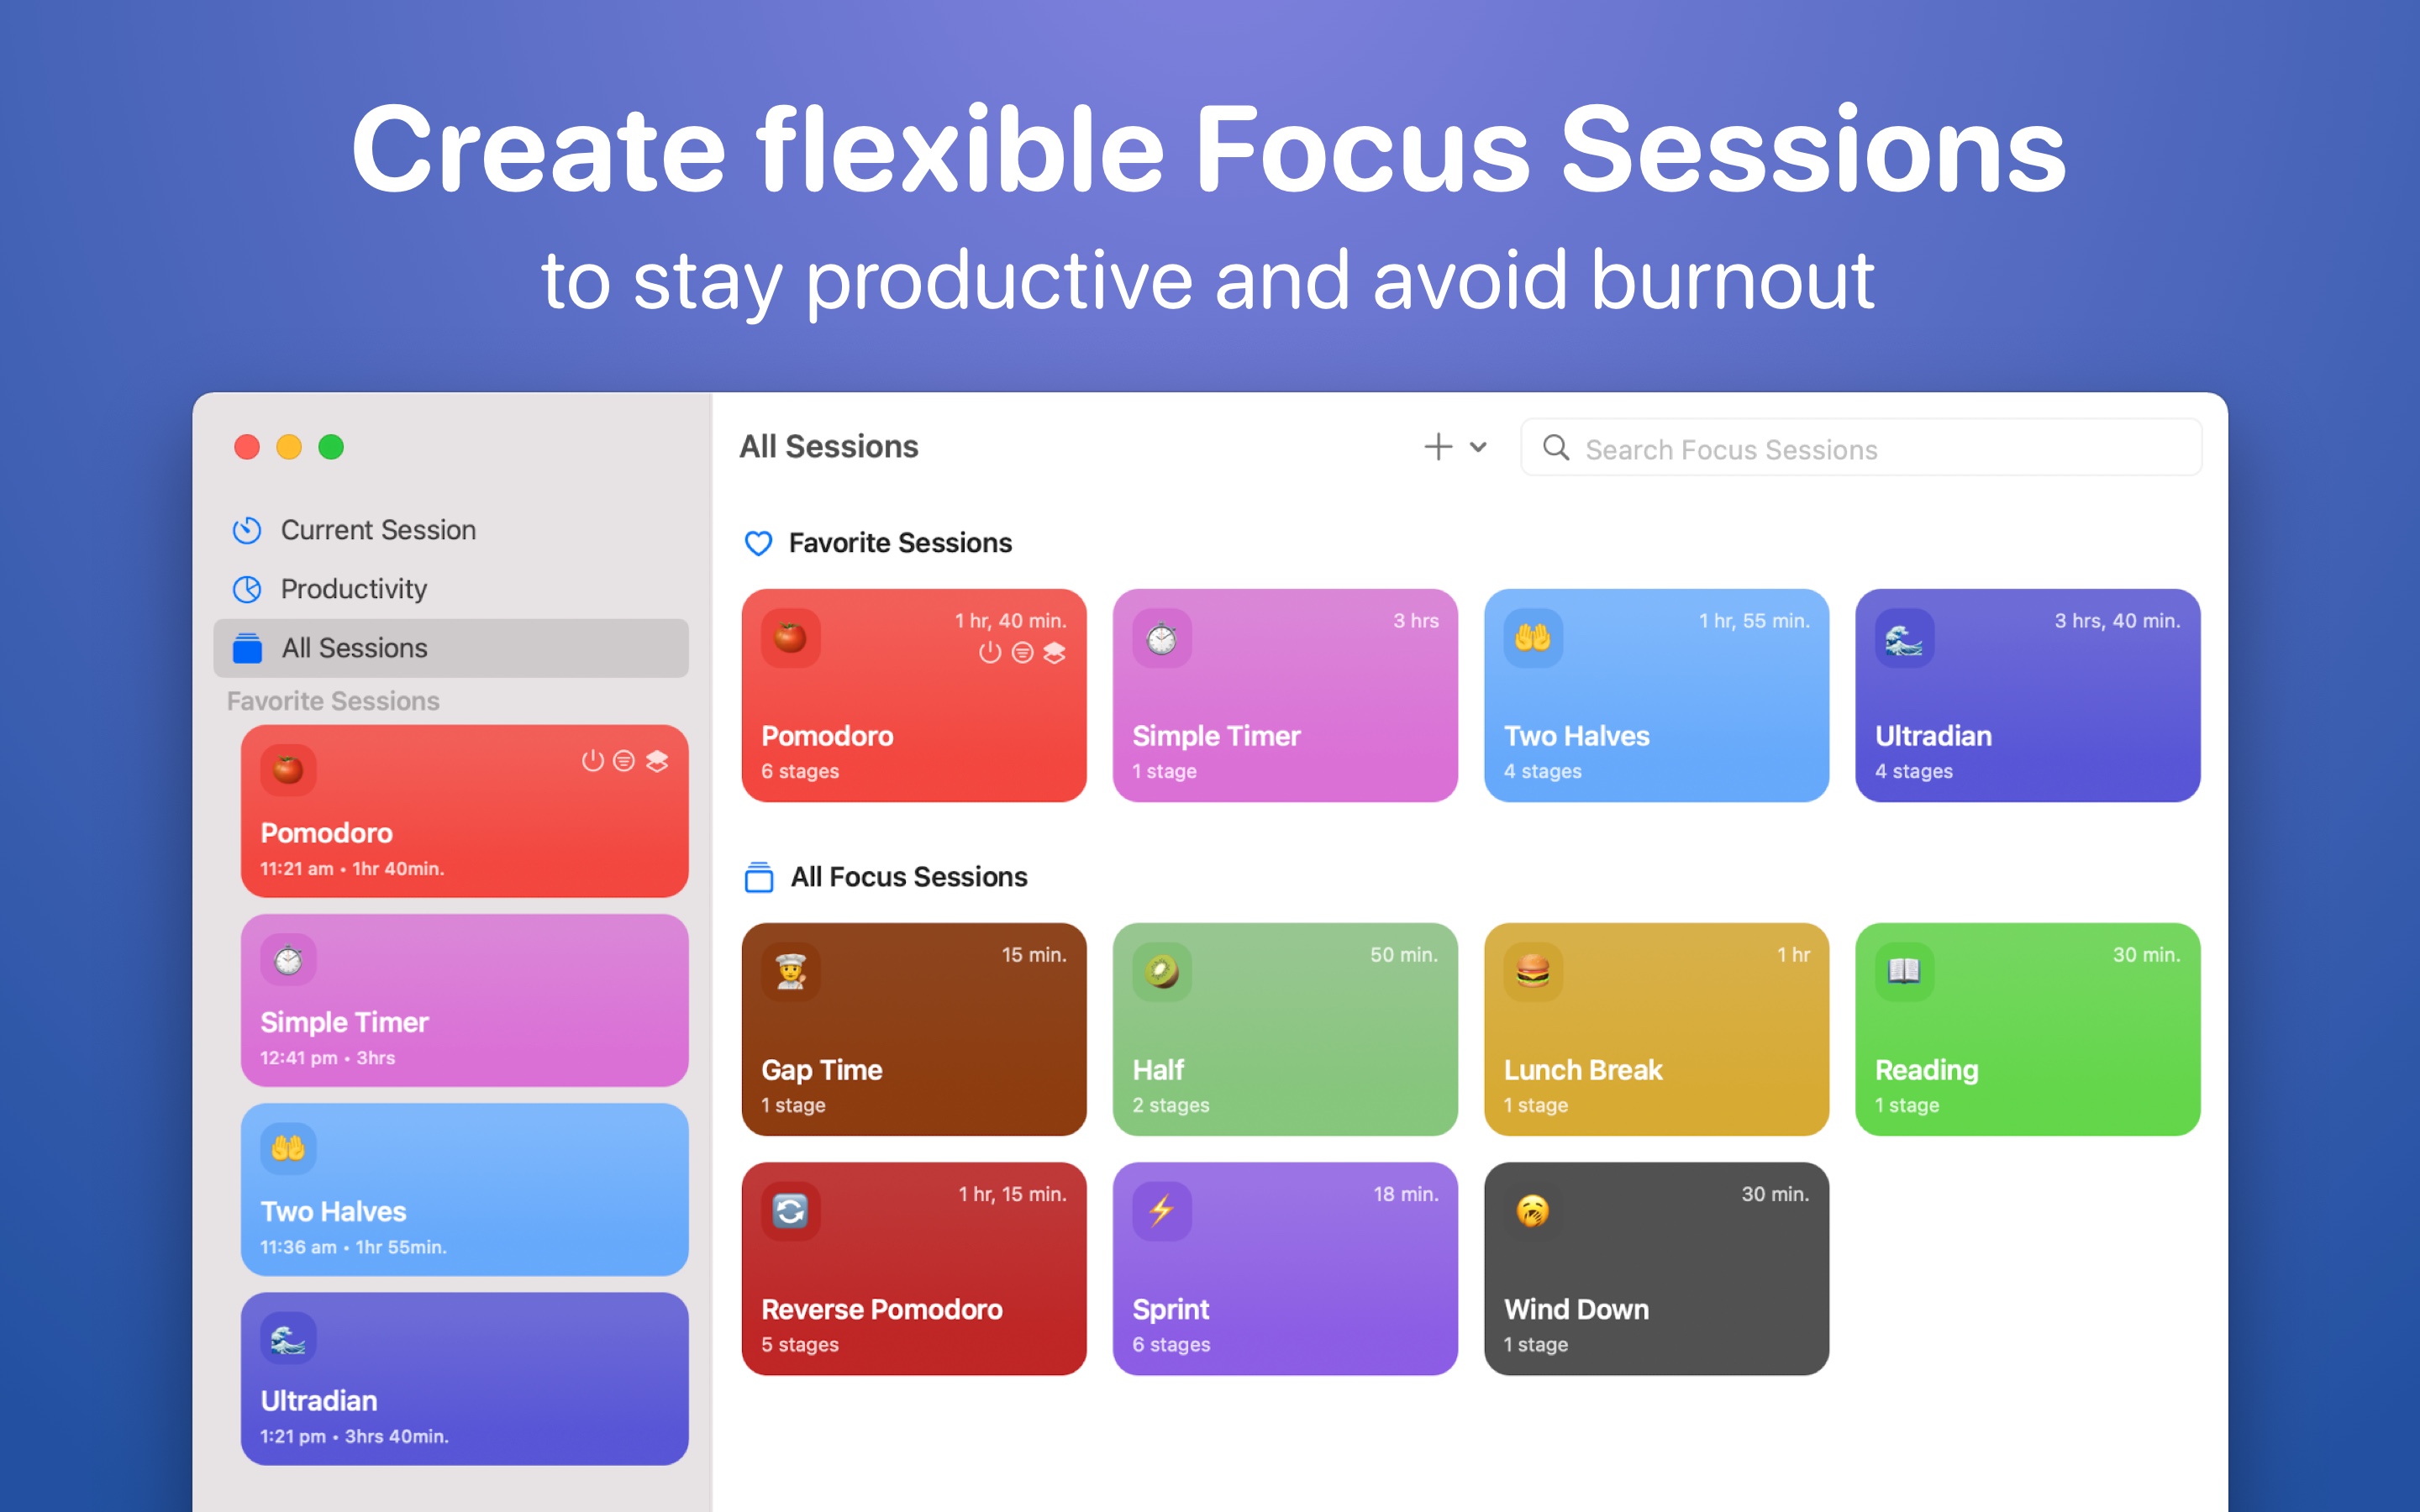 Create flexible Focus Sessions
to stay productive and avoid burnout
Current Session
Productivity
All Sessions
Favorite Sessions
Pomodoro
11:21 am • 1hr 40min.
Simple Timer
12:41 pm • 3hrs
Two Halves
11:36 am • 1hr 55min.
Ultradian
1:21 pm • 3hrs 40min.
All Sessions
Search Focus Sessions
Favorite Sessions
1 hr, 40 min.
Pomodoro
6 stages
3 hrs
Simple Timer
1 stage
1 hr, 55 min.
Two Halves
4 stages
3 hrs, 40 min.
Ultradian
4 stages
All Focus Sessions
15 min.
Gap Time
1 stage
50 min.
Half
2 stages
1 hr
Lunch Break
1 stage
30 min.
Reading
1 stage
1 hr, 15 min.
Reverse Pomodoro
5 stages
18 min.
Sprint
6 stages
30 min.
Wind Down
1 stage